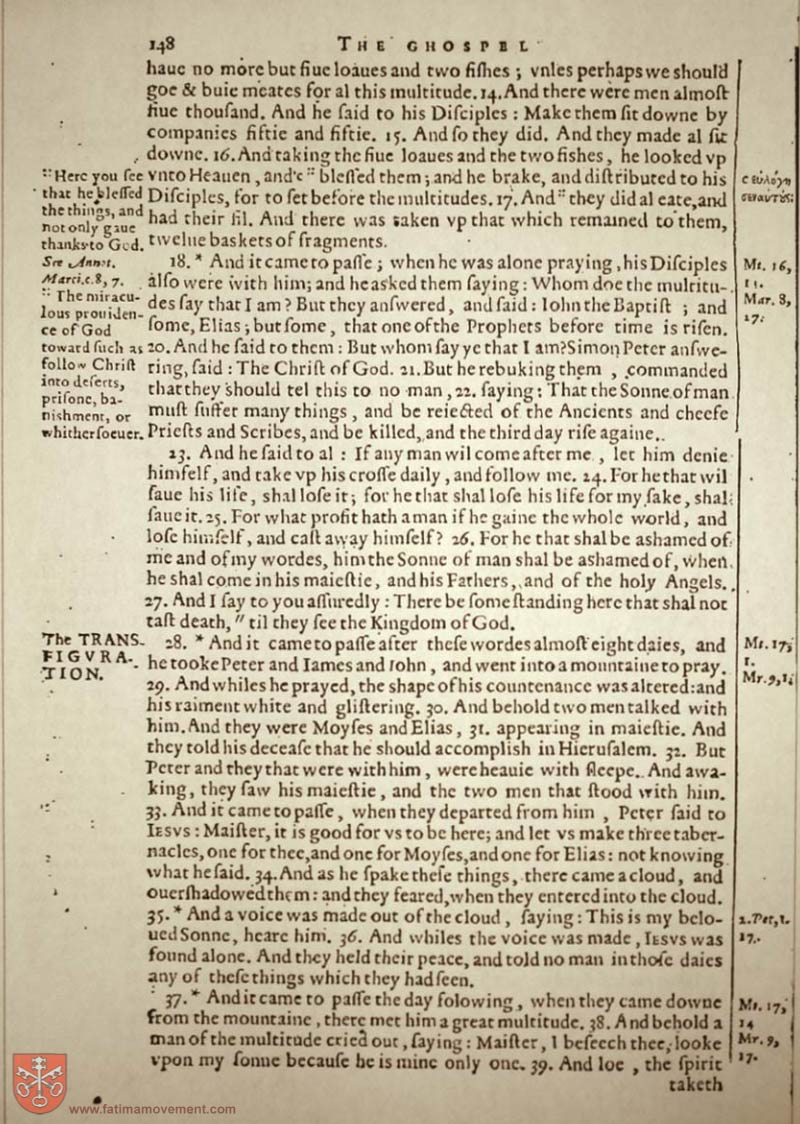 148 THE GHOSPEL
haue no more but fiue loaues and two fiſhes ; vnles perhaps we ſhould
goe & buie meates for al this multitude. 14. And there were men almoſt
fiue thouſand. And he ſaid to his Diſciples : Make them ſit downe by
companies fiftie and fiftie. 15. And ſo they did. And they made al ſit
downe. 16. And taking the fiue loaues and the two fiſhes, he looked vp
vnto Heauen, and c :: bleſſed them ; and he brake, and diſtributed to his
Diſciples, for to ſet before the multitudes. 17. And :: they did al eate, and
had their fil. And there was taken vp that which remained to them,
twelue baskets of fragments.
:: Here you ſee
that he bleſſed
the things, and
not only gaue
thanks to God.
See Annot.
Marci. c. 8, 7.
:: The miracu-
lous prouiden-
ce of God
toward ſuch as
follow Chriſt
into deſerts,
priſone, ba-
niſhment, or
whitherſoeuer.
c εὐλόγη
σεν αυτὺς:
18. * And it came to paſſe ; when he was alone praying, his Diſciples
alſo were with him; and he asked them ſaying : Whom doe the multitu-
des ſay that I am ? But they anſwered, and ſaid : Iohn the Baptiſt ; and
ſome, Elias ; but ſome, that one of the Prophets before time is riſen.
20. And he ſaid to them : But whom ſay ye that I am? Simon Peter anſwe-
ring, ſaid : The Chriſt of God. 21. But he rebuking them , commanded
that they ſhould tel this to no man , 22. ſaying : That the Sonne of man
muſt ſuffer many things , and be reiected of the Ancients and cheefe
Prieſts and Scribes, and be killed, and the third day riſe againe.
Mt. 16,
Mar. 8,
17:
23. And he ſaid to al : If any man wil come after me , let him denie
himſelf, and take vp his croſſe daily , and follow me. 24. For he that wil
ſaue his life, ſhal loſe it ; for he that ſhal loſe his life for my ſake, ſhal
ſaue it. 25. For what profit hath a man if he gaine the whole world, and
loſe himſelf, and caſt away himſelf? 26. For he that ſhal be aſhamed of
me and of my wordes, him the Sonne of man ſhal be aſhamed of, when
he ſhal come in his maieſtie, and his Fathers, and of the holy Angels.
27. And I ſay to you aſſuredly : There be ſome ſtanding here that ſhal not
taſt death, " til they ſee the Kingdom of God.
The TRANS-
FIGVRA-
TION.
28. * And it came to paſſe after theſe wordes almoſt eight daies, and
he tooke Peter and Iames and Iohn , and went into a mountaine to pray.
29. And whiles he prayed, the shape of his countenance was altered: and
his raiment white and gliſtering. 30. And behold two men talked with
him. And they were Moyſes and Elias , 31. appearing in maieſtie. And
they told his deceaſe that he ſhould accompliſh in Hieruſalem. 32. But
Peter and they that were with him , were heauie with ſleepe. And awa-
king, they ſaw his maieſtie , and the two men that ſtood with him.
33. And it came to paſſe, when they departed from him , Peter ſaid to
IESVS : Maiſter, it is good for vs to be here; and let vs make three taber-
nacles, one for thee, and one for Moyſes, and one for Elias : not knowing
what he ſaid. 34. And as he ſpake theſe things, there came a cloud, and
ouerſhadowed them: and they feared, when they entered into the cloud.
35. * And a voice was made out of the cloud , ſaying : This is my belo-
ued Sonne, heare him. 36. And whiles the voice was made , IESVS was
found alone. And they held their peace, and told no man in thoſe daies
any of theſe things which they had ſeen.
Mt. 17,
1.
Mr. 9, 1.
2. Pet, 1.
17.
37. * And it came to paſſe the day folowing , when they came downe
from the mountaine , there met him a great multitude. 38. And behold a
man of the multitude cried out , ſaying : Maiſter, I beſeech thee, looke
vpon my ſonne becauſe he is mine only one. 39. And loe , the ſpirit
taketh
Mt. 17,
14
Mr. 9,
17.
www.fatimamovement.com